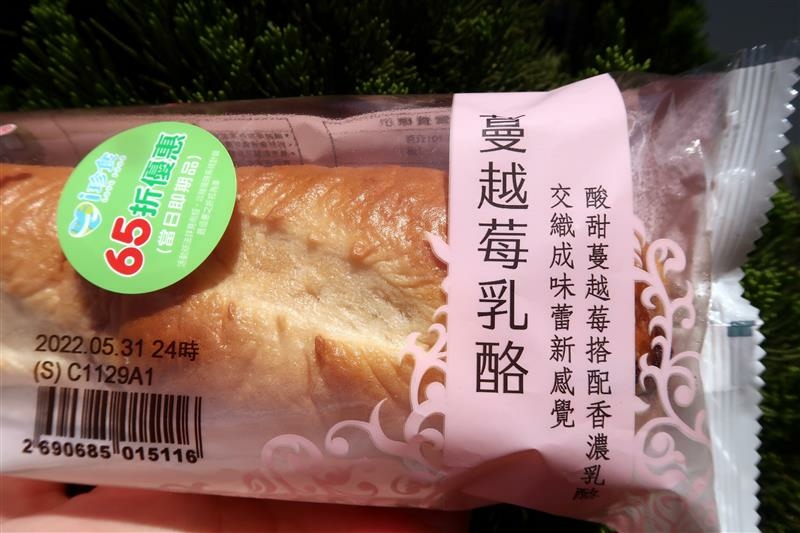 i珍食
LOVE FOOD
65折優惠
(當日即期品)
2022.05.31 24時
(S) C1129A1
2 690685 015116
蔓越莓乳酪
酸甜蔓越莓搭配香濃乳酪
交織成味蕾新感覺